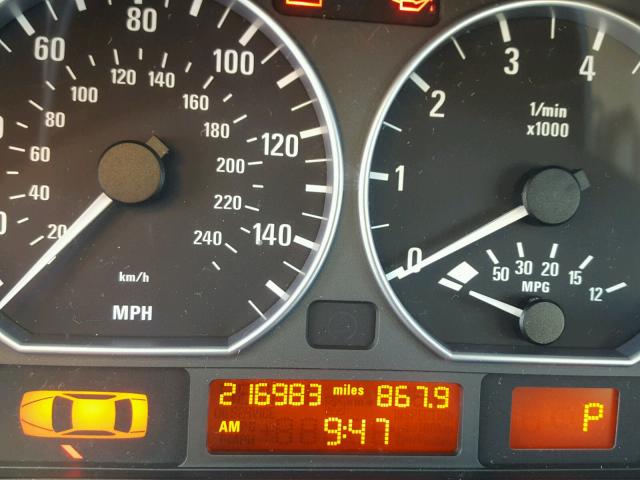 60 80 100 120 140
20 40 60 80 100 120 140 160 180 200 220 240
km/h
MPH
0 1 2 3 4
1/min
x1000
50 30 20 15 12
MPG
216983 miles 867.9
AM 9:47
P